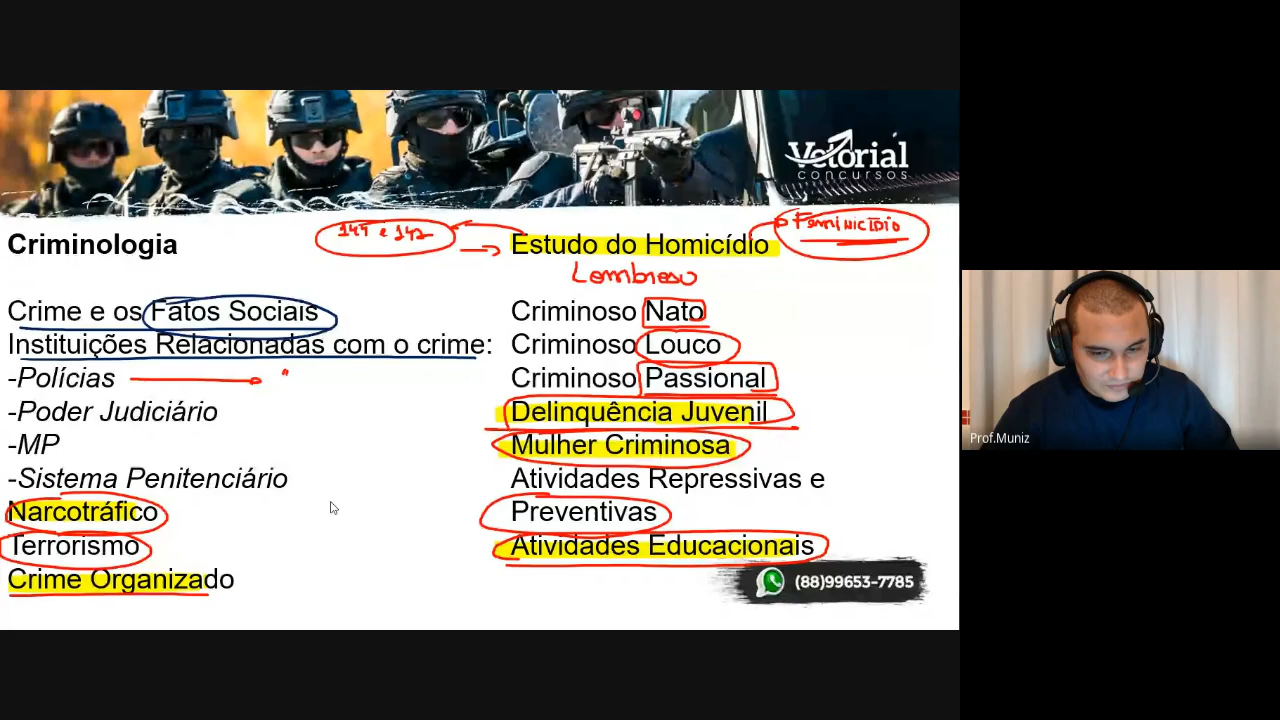 Vetorial
concursos
Criminologia
Crime e os Fatos Sociais
Instituições Relacionadas com o crime:
-Polícias
-Poder Judiciário
-MP
-Sistema Penitenciário
Narcotráfico
Terrorismo
Crime Organizado
Feminicídio
Estudo do Homicídio
Lombroso
Criminoso Nato
Criminoso Louco
Criminoso Passional
Delinquência Juvenil
Mulher Criminosa
Atividades Repressivas e
Preventivas
Atividades Educacionais
(88)99653-7785
Prof.Muniz